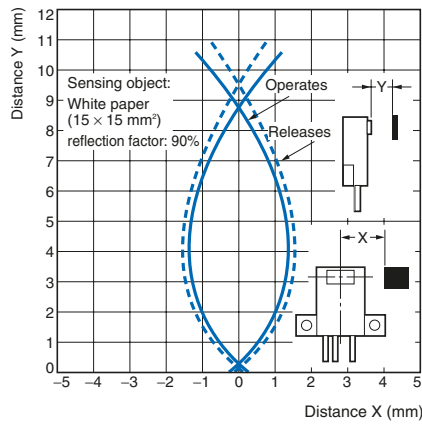 Distance Y (mm)
12
11
10
9
8
7
6
5
4
3
2
1
0
Sensing object:
White paper
(15 × 15 mm²)
reflection factor: 90%
Operates
Releases
Y
X
−5 −4 −3 −2 −1 0 1 2 3 4 5
Distance X (mm)